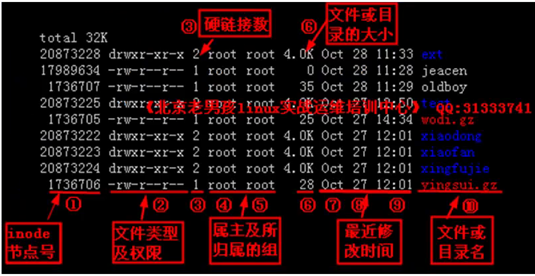 ③ 硬链接数 ⑥ 文件或目录的大小
total 32K
20873228 drwxr-xr-x 2 root root 4.0K Oct 28 11:33 ext
17989634 -rw-r--r-- 1 root root 0 Oct 28 11:28 jeacen
1736707 -rw-r--r-- 1 root root 35 Oct 28 11:29 oldboy
20873225 drwxr-xr-x 2 root root 4.0K Oct 27 test
《北京老男孩linux实战运维培训中心》 QQ:31333741
1736705 -rw-r--r-- 1 root root 25 Oct 27 14:34 wodi.gz
20873222 drwxr-xr-x 2 root root 4.0K Oct 27 12:01 xiaodong
20873223 drwxr-xr-x 2 root root 4.0K Oct 27 12:01 xiaofan
20873224 drwxr-xr-x 2 root root 4.0K Oct 27 12:01 xingfujie
1736706 -rw-r--r-- 1 root root 28 Oct 27 12:01 yingsui.gz
① ② ③ ④ ⑤ ⑥ ⑦ ⑧ ⑨ ⑩
inode
节点号
文件类型
及权限
属主及所
归属的组
最近修
改时间
文件或
目录名